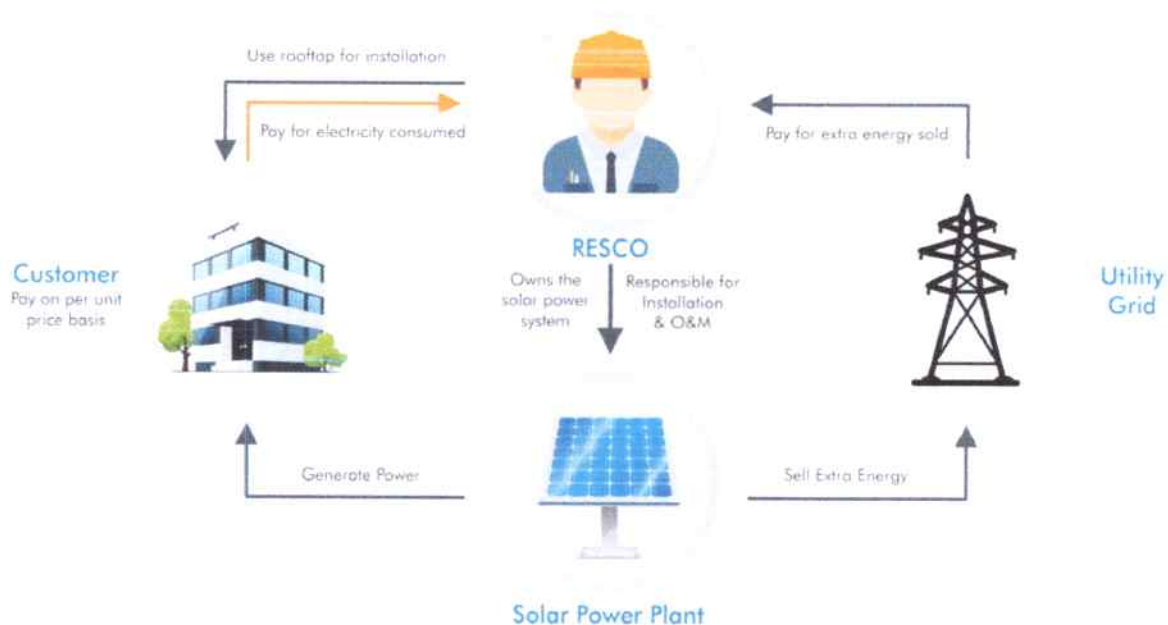 Use rooftop for installation
Pay for electricity consumed
Pay for extra energy sold
RESCO
Owns the
solar power
system
Responsible for
Installation
& O&M
Customer
Pay on per unit
price basis
Utility
Grid
Generate Power
Sell Extra Energy
Solar Power Plant